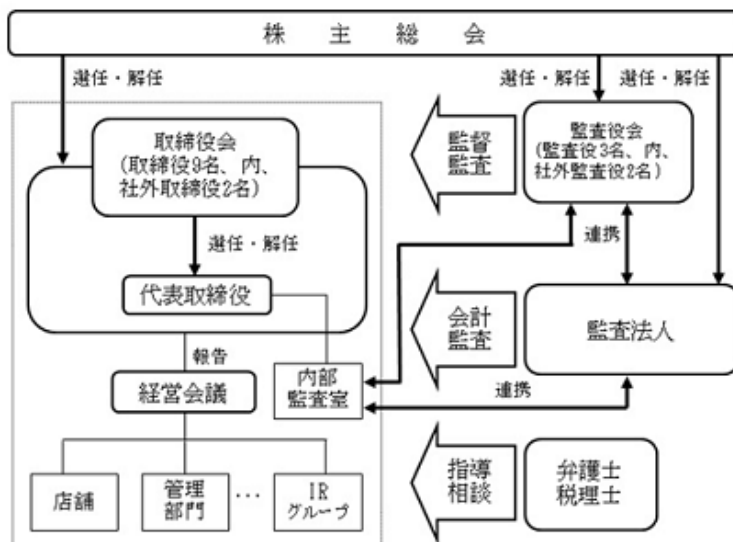 株主総会
選任・解任
選任・解任
選任・解任
取締役会
(取締役9名、内、
社外取締役2名)
監督
監査
監査役会
(監査役3名、内、
社外監査役2名)
選任・解任
連携
代表取締役
会計
監査
監査法人
報告
経営会議
内部
監査室
連携
店舗
管理
部門
…
IR
グループ
指導
相談
弁護士
税理士